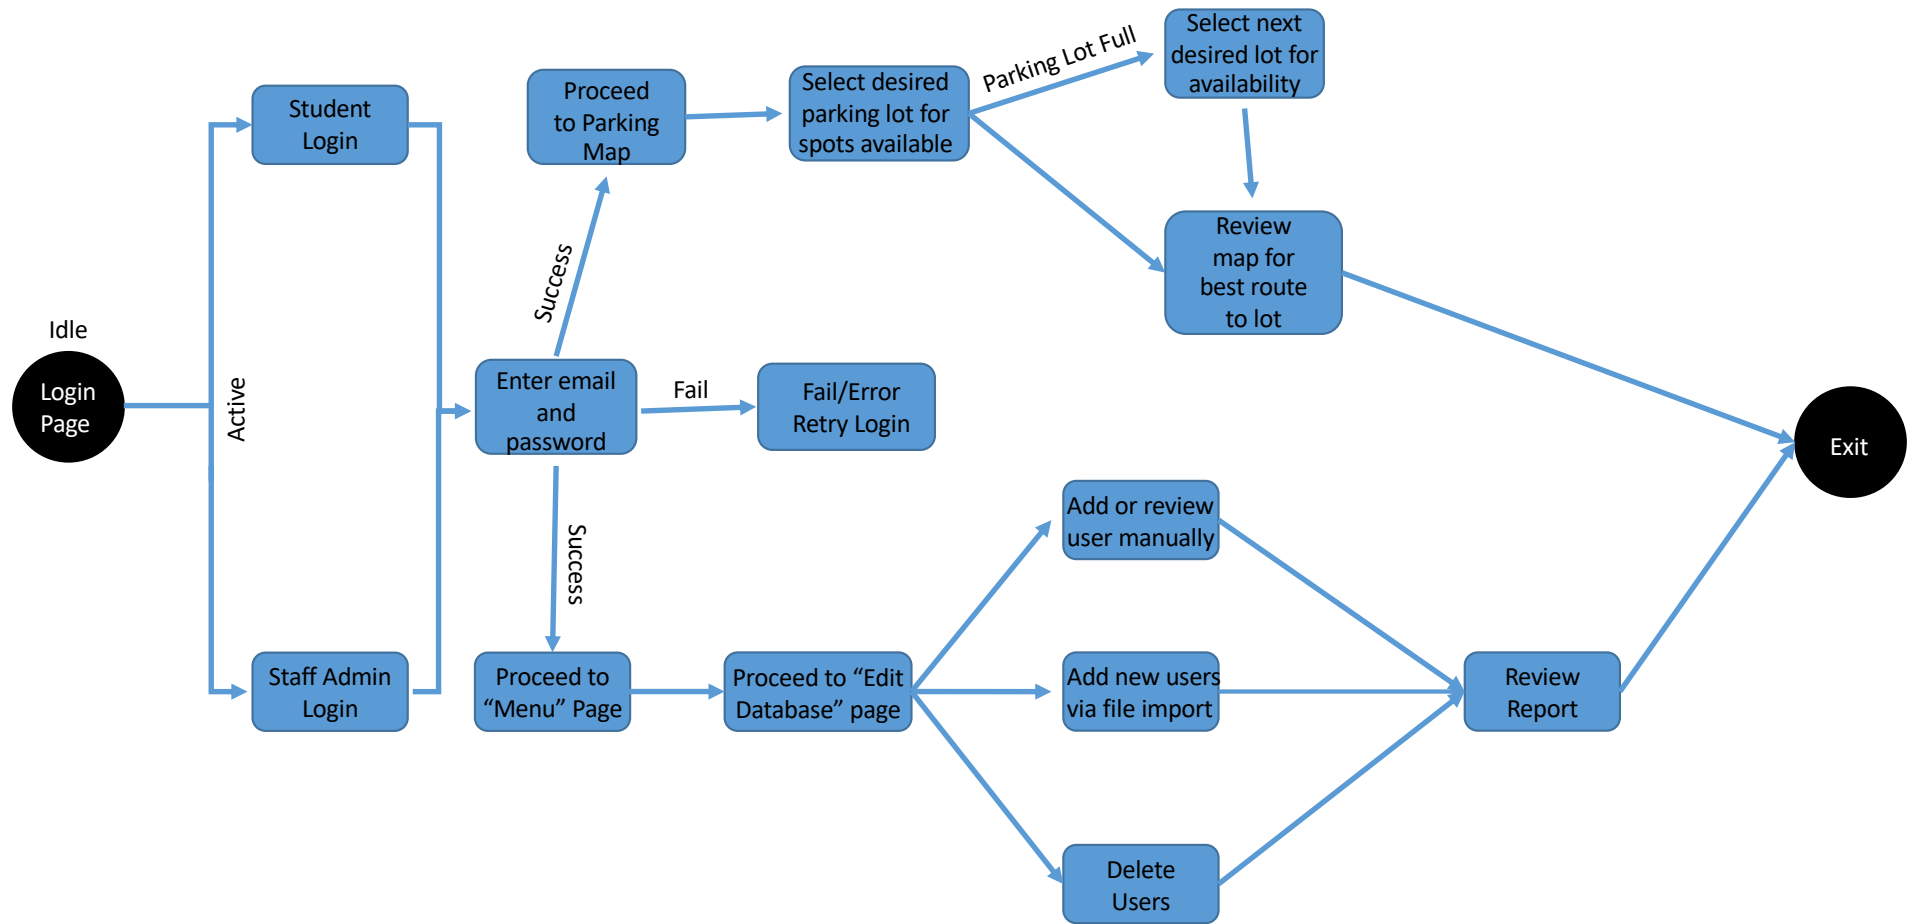 Idle
Login
Page
Active
Student
Login
Staff Admin
Login
Enter email
and
password
Success
Proceed
to Parking
Map
Select desired
parking lot for
spots available
Parking Lot Full
Select next
desired lot for
availability
Review
map for
best route
to lot
Fail
Fail/Error
Retry Login
Success
Proceed to
“Menu” Page
Proceed to “Edit
Database” page
Add or review
user manually
Add new users
via file import
Delete
Users
Review
Report
Exit